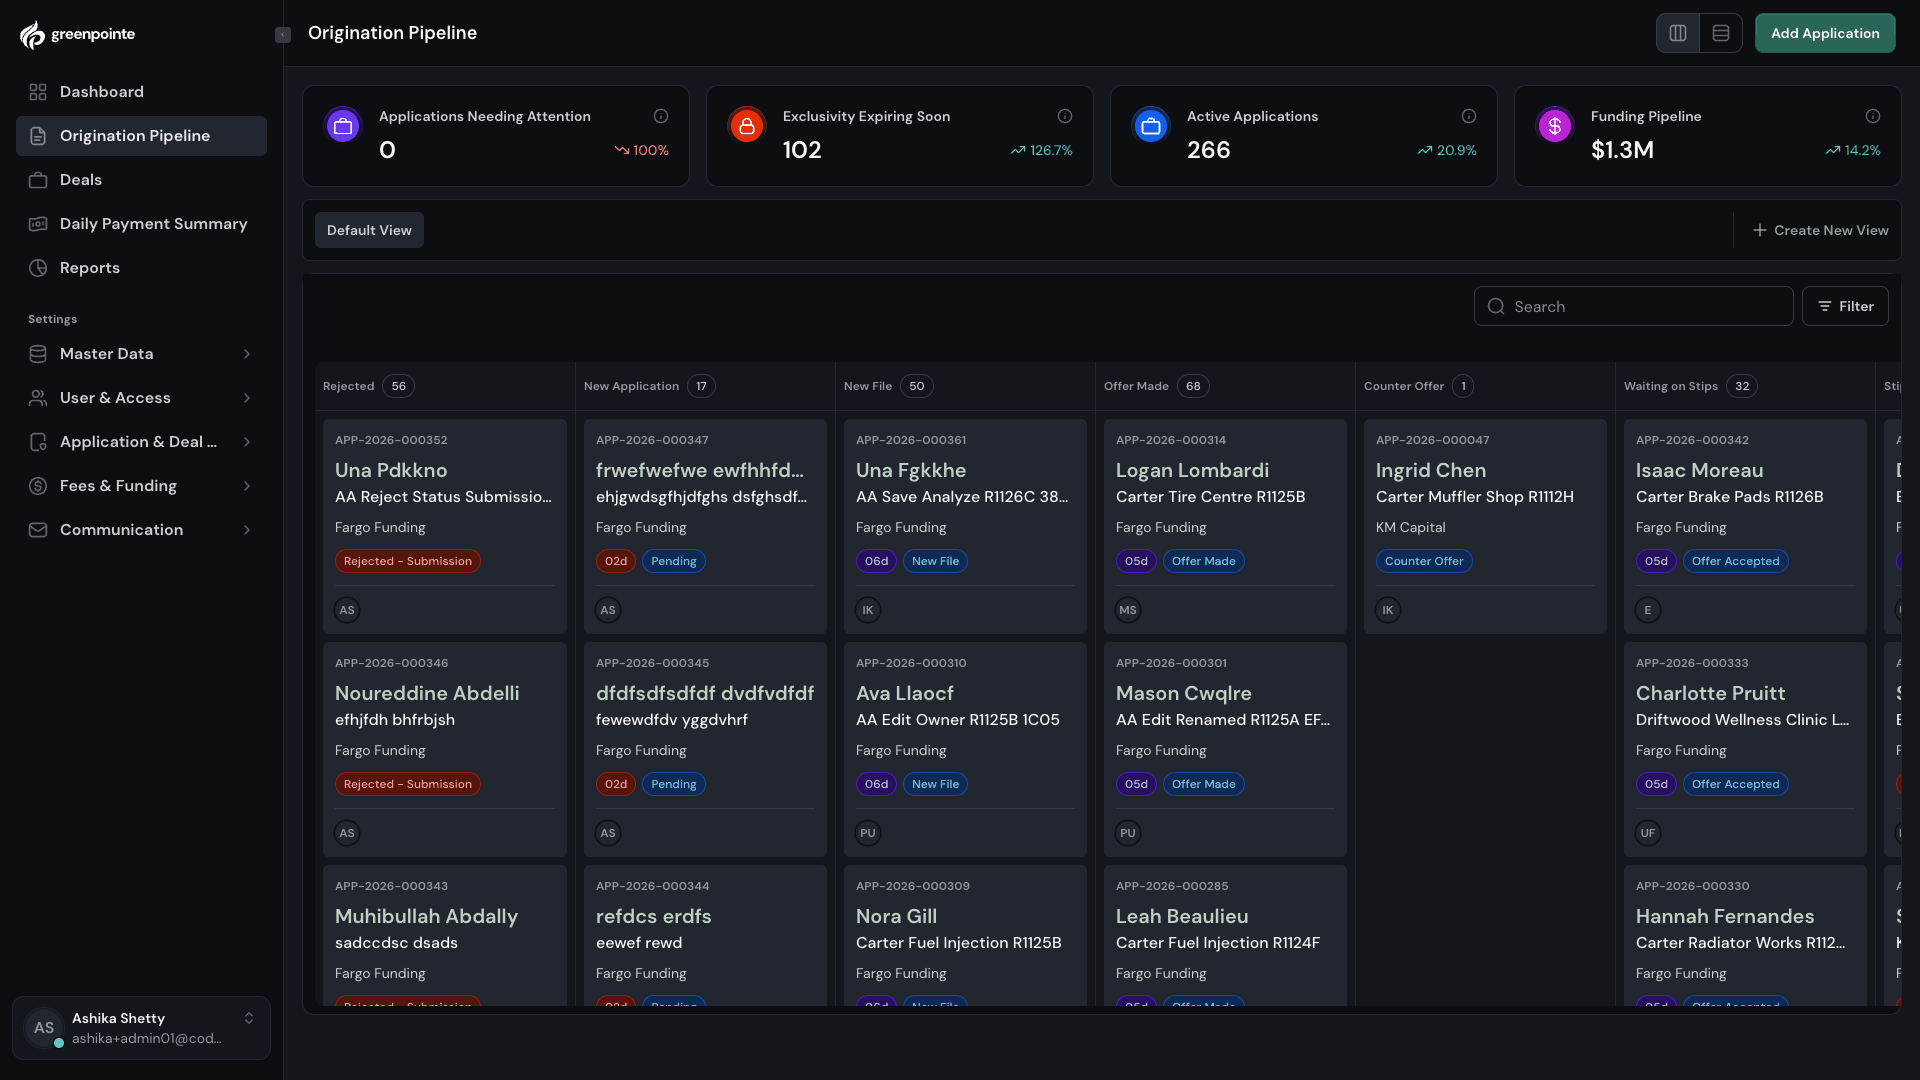 greenpointe
Dashboard
Origination Pipeline
Deals
Daily Payment Summary
Reports
Settings
Master Data
User & Access
Application & Deal ...
Fees & Funding
Communication
AS
Ashika Shetty
ashika+admin01@cod...
Origination Pipeline
Add Application
Applications Needing Attention
0
100%
Exclusivity Expiring Soon
102
126.7%
Active Applications
266
20.9%
Funding Pipeline
$1.3M
14.2%
Default View
Create New View
Search
Filter
Rejected 56
APP-2026-000352
Una Pdkkno
AA Reject Status Submissio...
Fargo Funding
Rejected - Submission
AS
APP-2026-000346
Noureddine Abdelli
efhjfdh bhfrbjsh
Fargo Funding
Rejected - Submission
AS
APP-2026-000343
Muhibullah Abdally
sadccdsc dsads
Fargo Funding
Rejected - Submission
New Application 17
APP-2026-000347
frwefwefwe ewfhhfd...
ehjgwdsgfhjdfghs dsfghsdf...
Fargo Funding
02d Pending
AS
APP-2026-000345
dfdfsdfsdfdf dvdfvdfdf
fewewdfdv yggdvhrf
Fargo Funding
02d Pending
AS
APP-2026-000344
refdcs erdfs
eewef rewd
Fargo Funding
02d Pending
New File 50
APP-2026-000361
Una Fgkkhe
AA Save Analyze R1126C 38...
Fargo Funding
06d New File
IK
APP-2026-000310
Ava Llaocf
AA Edit Owner R1125B 1C05
Fargo Funding
06d New File
PU
APP-2026-000309
Nora Gill
Carter Fuel Injection R1125B
Fargo Funding
06d New File
Offer Made 68
APP-2026-000314
Logan Lombardi
Carter Tire Centre R1125B
Fargo Funding
05d Offer Made
MS
APP-2026-000301
Mason Cwqlre
AA Edit Renamed R1125A EF...
Fargo Funding
05d Offer Made
PU
APP-2026-000285
Leah Beaulieu
Carter Fuel Injection R1124F
Fargo Funding
05d Offer Made
Counter Offer 1
APP-2026-000047
Ingrid Chen
Carter Muffler Shop R1112H
KM Capital
Counter Offer
IK
Waiting on Stips 32
APP-2026-000342
Isaac Moreau
Carter Brake Pads R1126B
Fargo Funding
05d Offer Accepted
E
APP-2026-000333
Charlotte Pruitt
Driftwood Wellness Clinic L...
Fargo Funding
05d Offer Accepted
UF
APP-2026-000330
Hannah Fernandes
Carter Radiator Works R112...
Fargo Funding
05d Offer Accepted